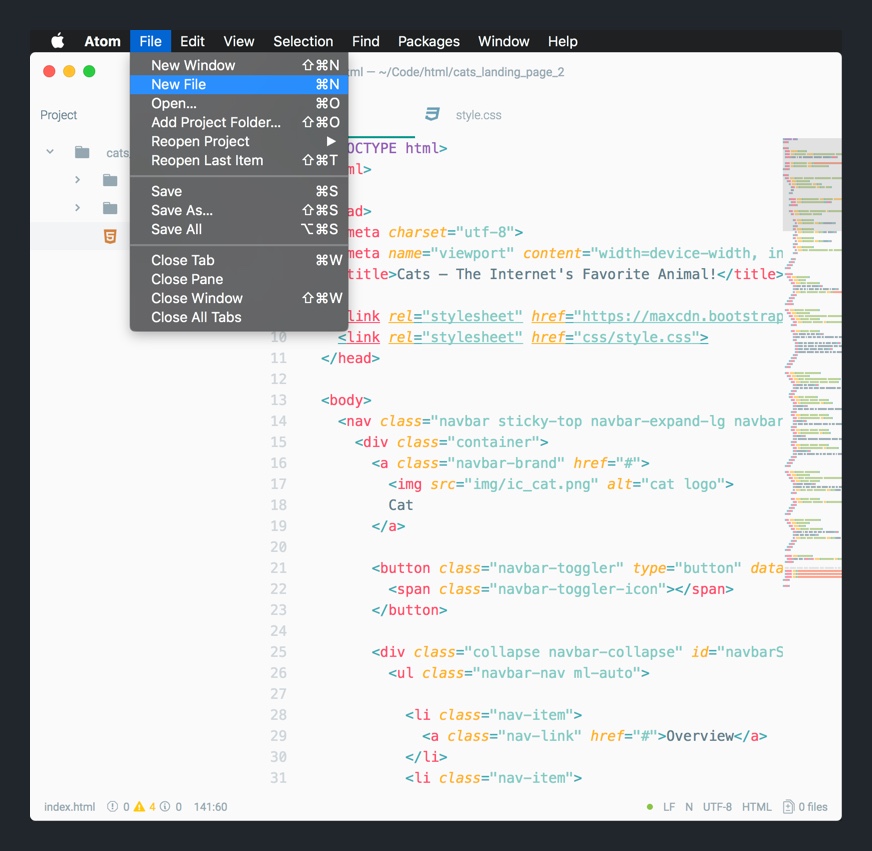 Atom File Edit View Selection Find Packages Window Help
New Window ⇧⌘N
New File ⌘N
Open... ⌘O
Add Project Folder... ⇧⌘O
Reopen Project ▶
Reopen Last Item ⇧⌘T
Save ⌘S
Save As... ⇧⌘S
Save All ⌥⌘S
Close Tab ⌘W
Close Pane
Close Window ⇧⌘W
Close All Tabs
ml — ~/Code/html/cats_landing_page_2
Project
cats
style.css
OCTYPE html>
ml>
ad>
meta charset="utf-8">
meta name="viewport" content="width=device-width, in
title>Cats – The Internet's Favorite Animal!</title>
link rel="stylesheet" href="https://maxcdn.bootstrap
10 <link rel="stylesheet" href="css/style.css">
11 </head>
12
13 <body>
14 <nav class="navbar sticky-top navbar-expand-lg navbar
15 <div class="container">
16 <a class="navbar-brand" href="#">
17 <img src="img/ic_cat.png" alt="cat logo">
18 Cat
19 </a>
20
21 <button class="navbar-toggler" type="button" data
22 <span class="navbar-toggler-icon"></span>
23 </button>
24
25 <div class="collapse navbar-collapse" id="navbarS
26 <ul class="navbar-nav ml-auto">
27
28 <li class="nav-item">
29 <a class="nav-link" href="#">Overview</a>
30 </li>
31 <li class="nav-item">
index.html 0 4 0 141:60 LF N UTF-8 HTML 0 files